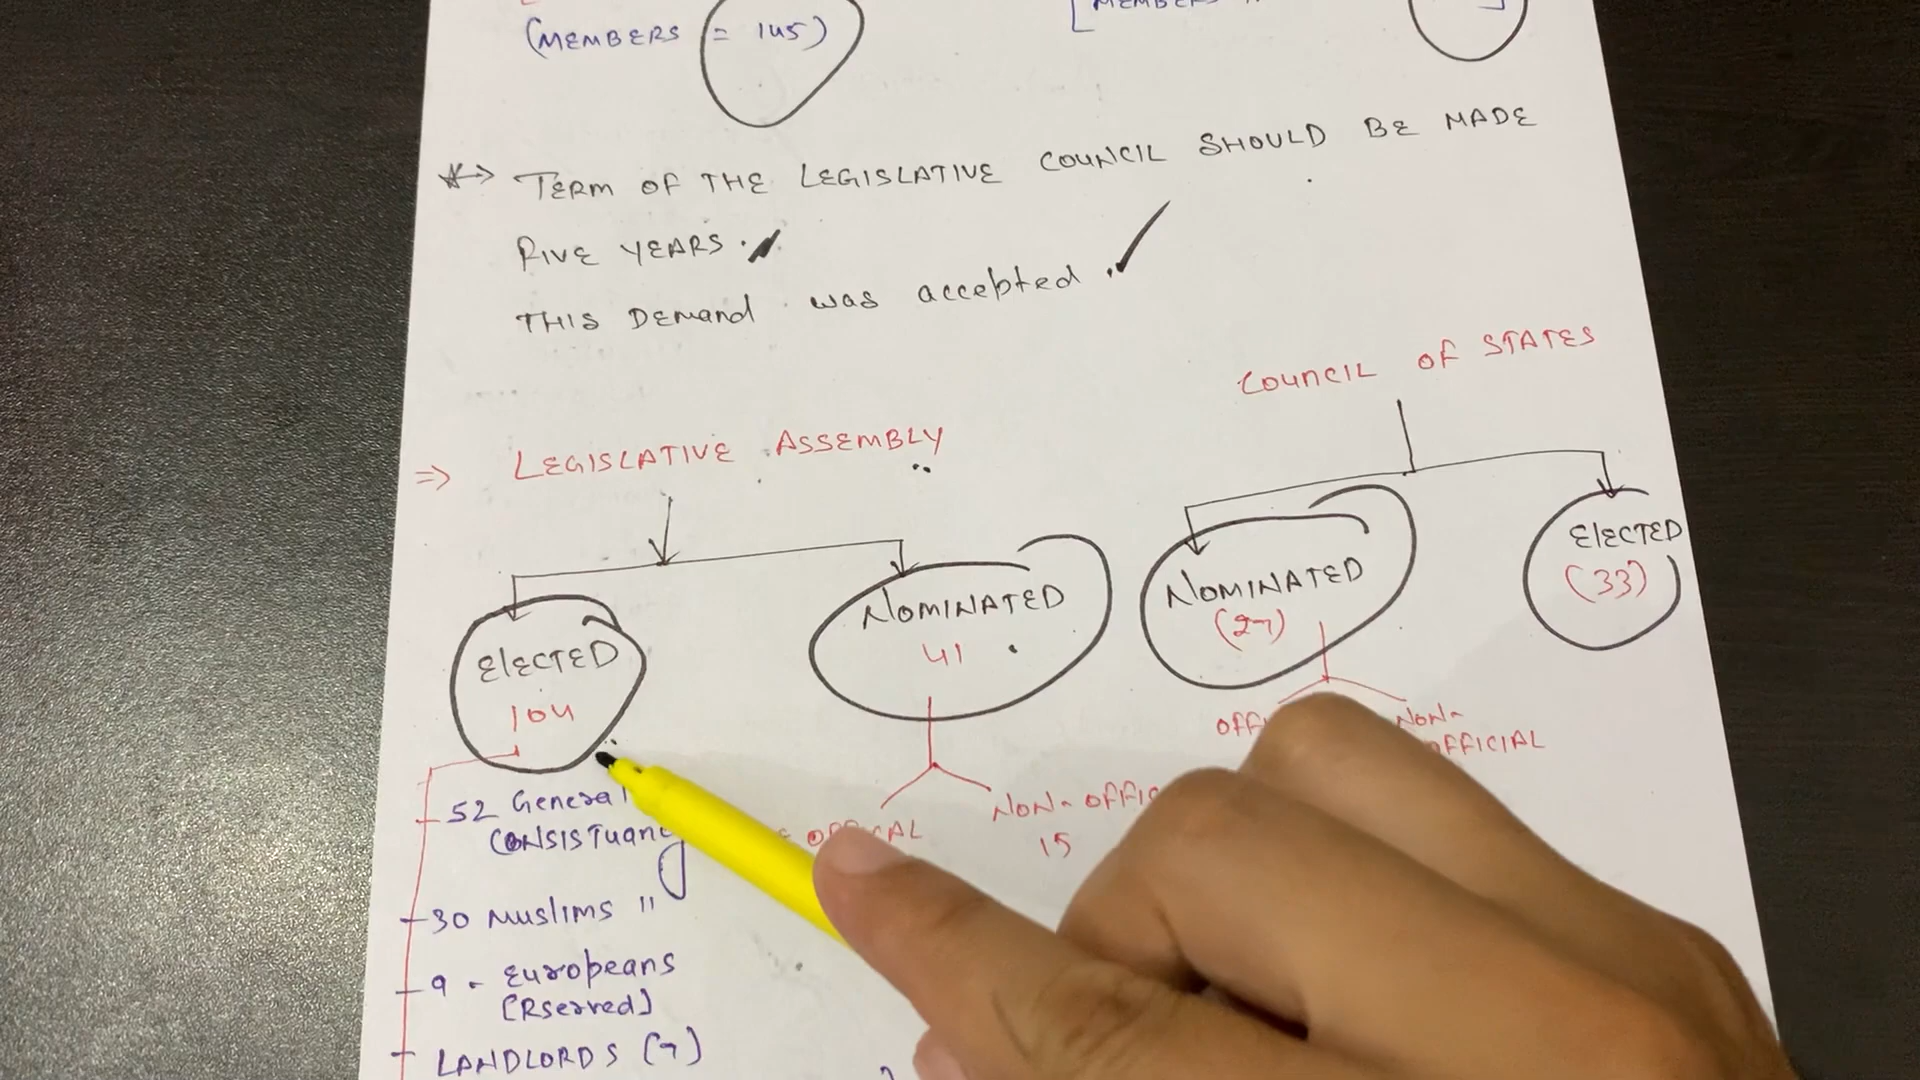 (MEMBERS = 145)
[MEMBERS
TERM OF THE LEGISLATIVE COUNCIL SHOULD BE MADE
FIVE YEARS.
THIS DEMAND was accepted.
COUNCIL OF STATES
⇒ LEGISLATIVE ASSEMBLY
ELECTED
104
NOMINATED
41
NOMINATED
(27)
ELECTED
(33)
NON-
OFFICIAL
NON-
15
52 General
30 MUSLIMS "
9 - Europeans
[Rserved]
LANDLORDS (7)